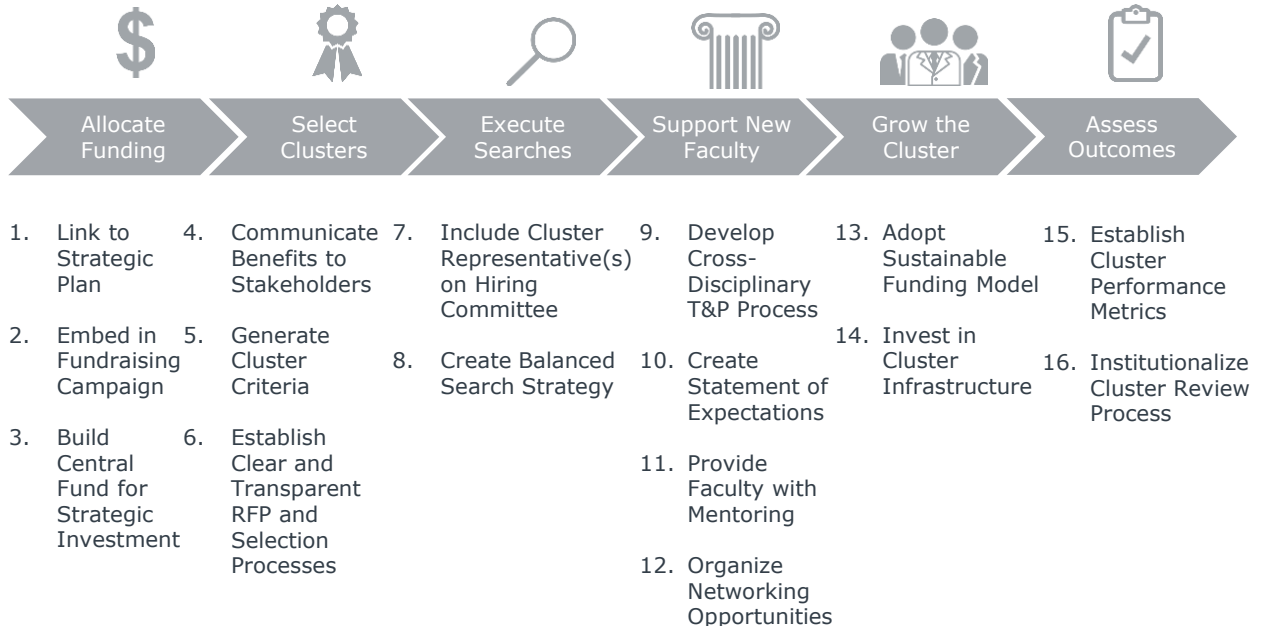 Allocate
Funding
Select
Clusters
Execute
Searches
Support New
Faculty
Grow the
Cluster
Assess
Outcomes
1. Link to
Strategic
Plan
2. Embed in
Fundraising
Campaign
3. Build
Central
Fund for
Strategic
Investment
4. Communicate
Benefits to
Stakeholders
5. Generate
Cluster
Criteria
6. Establish
Clear and
Transparent
RFP and
Selection
Processes
7. Include Cluster
Representative(s)
on Hiring
Committee
8. Create Balanced
Search Strategy
9. Develop
Cross-
Disciplinary
T&P Process
10. Create
Statement of
Expectations
11. Provide
Faculty with
Mentoring
12. Organize
Networking
Opportunities
13. Adopt
Sustainable
Funding Model
14. Invest in
Cluster
Infrastructure
15. Establish
Cluster
Performance
Metrics
16. Institutionalize
Cluster Review
Process